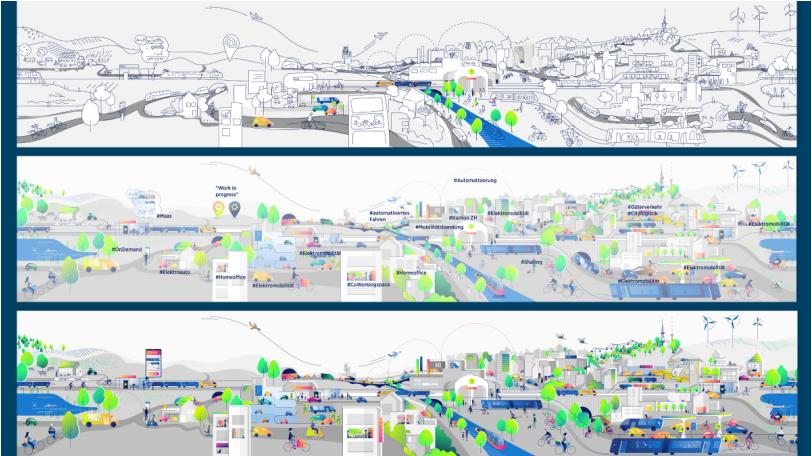 #Automatisierung
"Work in
progress"
#Maas
#automatisiertes
Fahren
#Kanton ZH
#Elektromobilität
#Güterverkehr
#Citylogistik
#Mobilitätsberatung
#Elektromobilität
#OnDemand
#Elektromobilität
#Sharing
#Elektroauto
#Homeoffice
#Homeoffice
#Elektromobilität
#Elektromobilität
#CoWorkingspace
#Elektromobilität